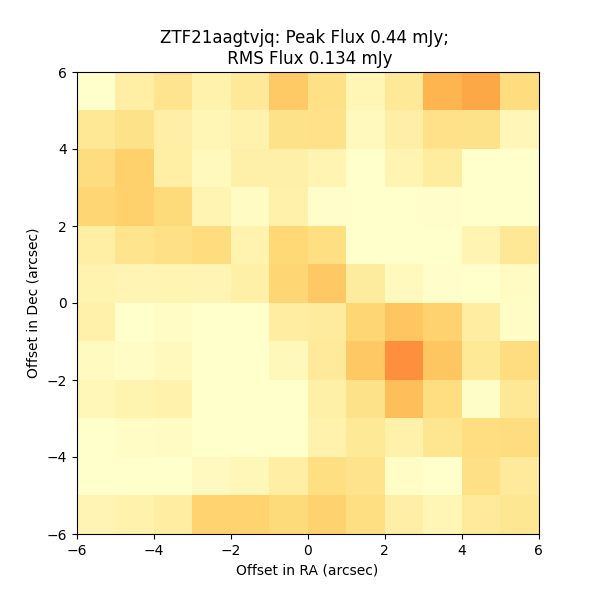 ZTF21aagtvjq: Peak Flux 0.44 mJy;
RMS Flux 0.134 mJy
6
4
2
0
−2
−4
−6
Offset in Dec (arcsec)
−6 −4 −2 0 2 4 6
Offset in RA (arcsec)